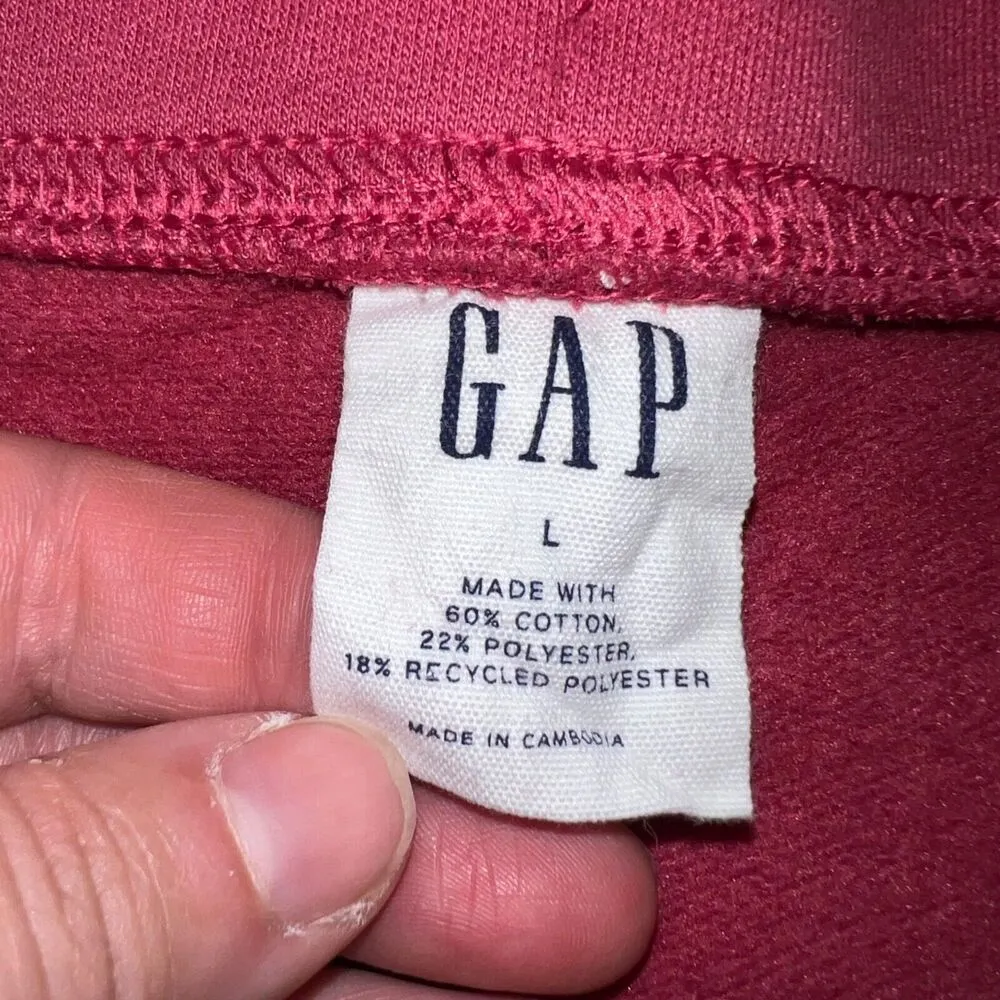 GAP
L
MADE WITH
60% COTTON,
22% POLYESTER,
18% RECYCLED POLYESTER
MADE IN CAMBODIA